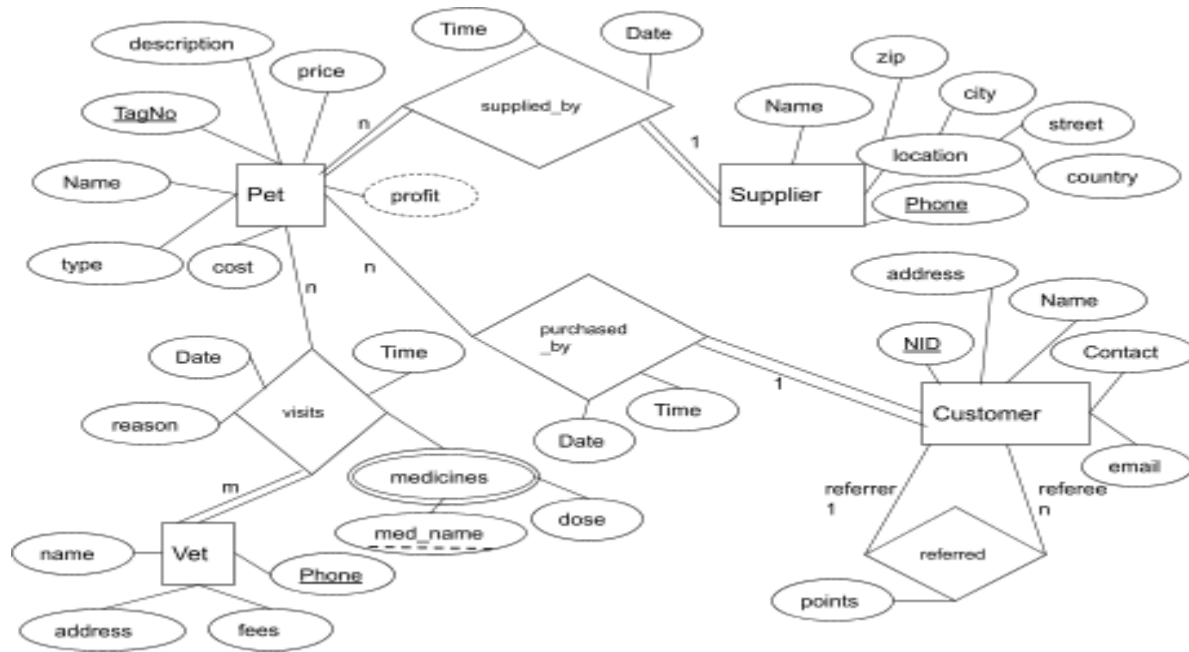 description
Time
Date
zip
price
Name
city
TagNo
supplied_by
street
n
1
location
country
Name
Pet
profit
Supplier
Phone
type
cost
n
n
address
Name
purchased
_by
NID
Contact
Date
Time
1
visits
Customer
reason
Time
Date
email
medicines
m
referrer
1
referee
n
med_name
dose
name
Vet
Phone
referred
points
address
fees